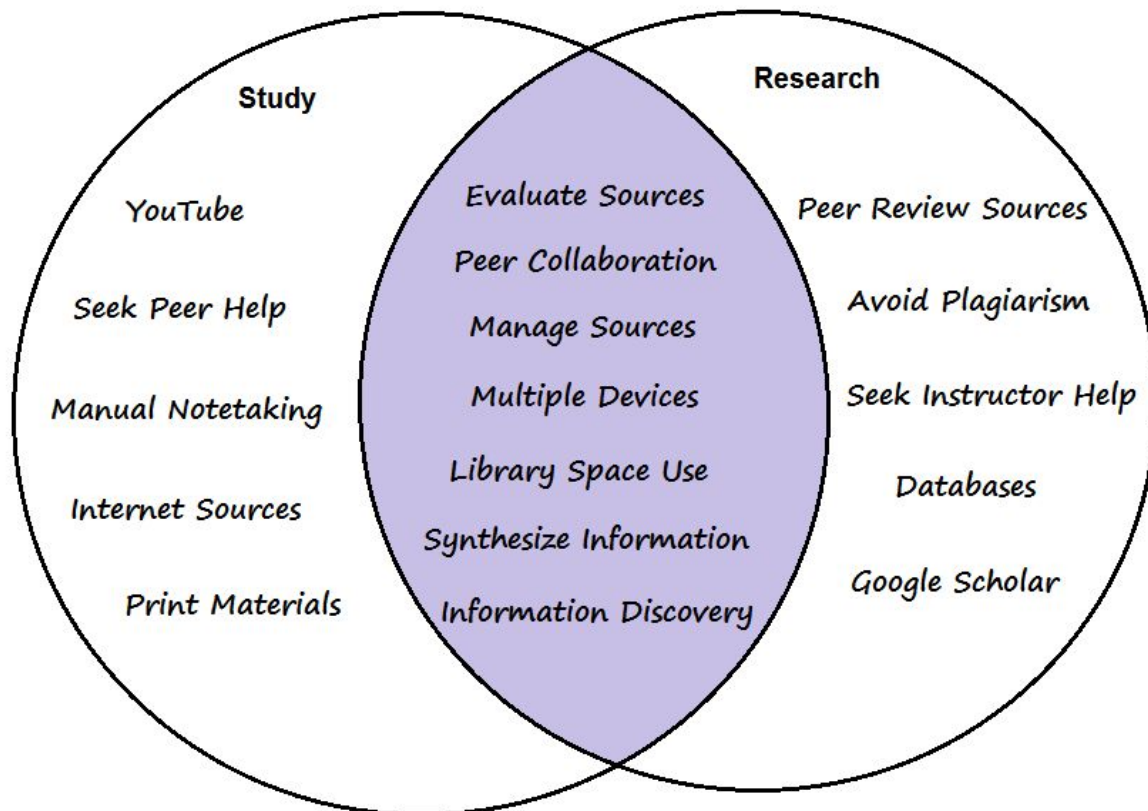 Study
Research
YouTube
Seek Peer Help
Manual Notetaking
Internet Sources
Print Materials
Evaluate Sources
Peer Collaboration
Manage Sources
Multiple Devices
Library Space Use
Synthesize Information
Information Discovery
Peer Review Sources
Avoid Plagiarism
Seek Instructor Help
Databases
Google Scholar